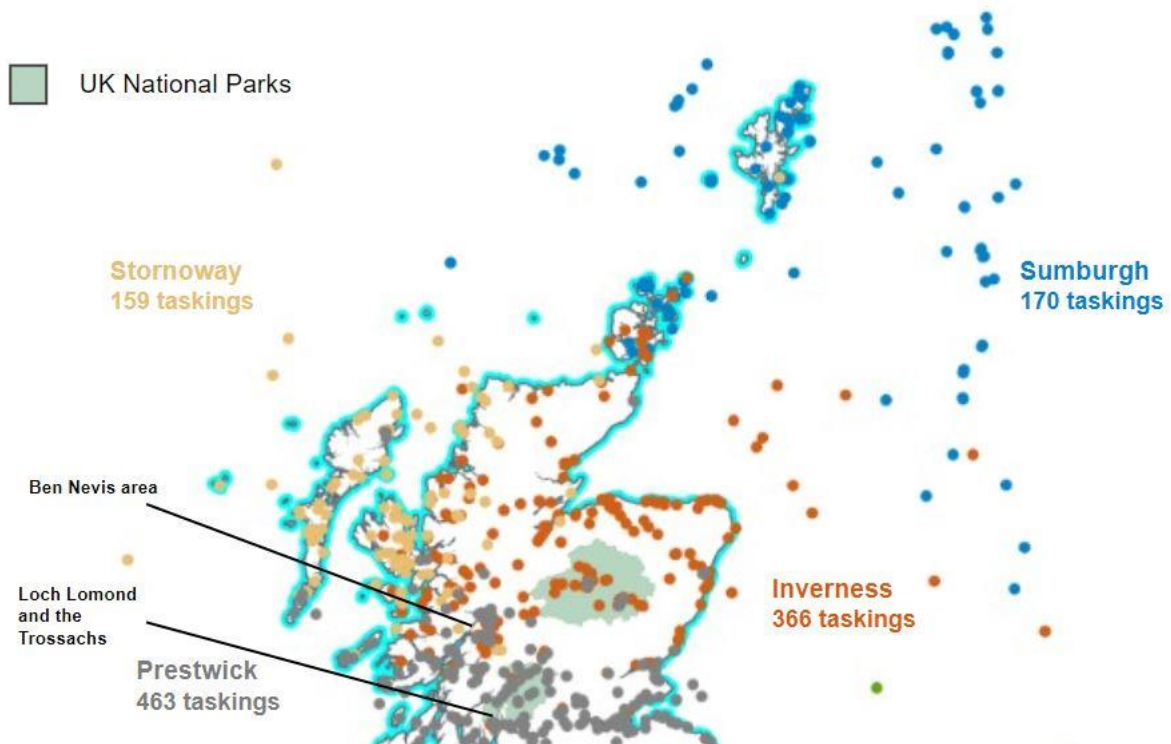 UK National Parks
Stornoway
159 taskings
Sumburgh
170 taskings
Ben Nevis area
Loch Lomond
and the
Trossachs
Inverness
366 taskings
Prestwick
463 taskings